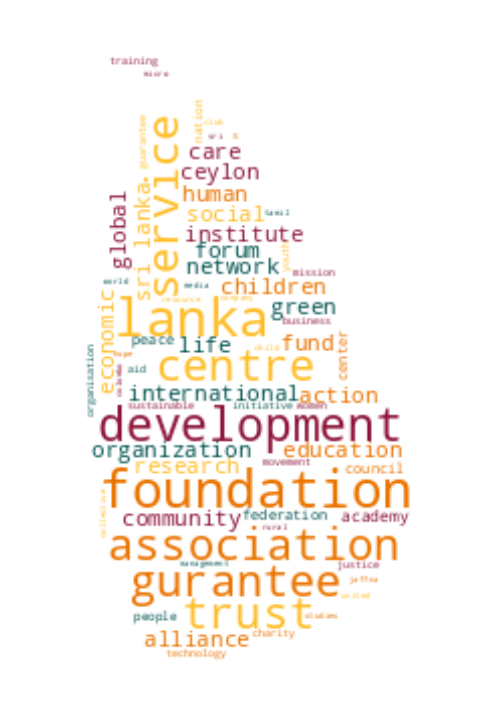 training
micro
nation
club
guarantee
service
sri
care
ceylon
human
social
tamil
global
sri lanka.
institute
forum
youth
network
mission
world
media
children
economic
resource
company
green
lanka
business
peace
life
child
fund
center
organisation
hope
centre
aid
colombo
international
action
sustainable
initiative
women
development
organization
education
research
movement
council
foundation
collective
community
federation
academy
rural
association
management
justice
gurantee
jaffna
united
trust
people
studies
alliance
charity
technology